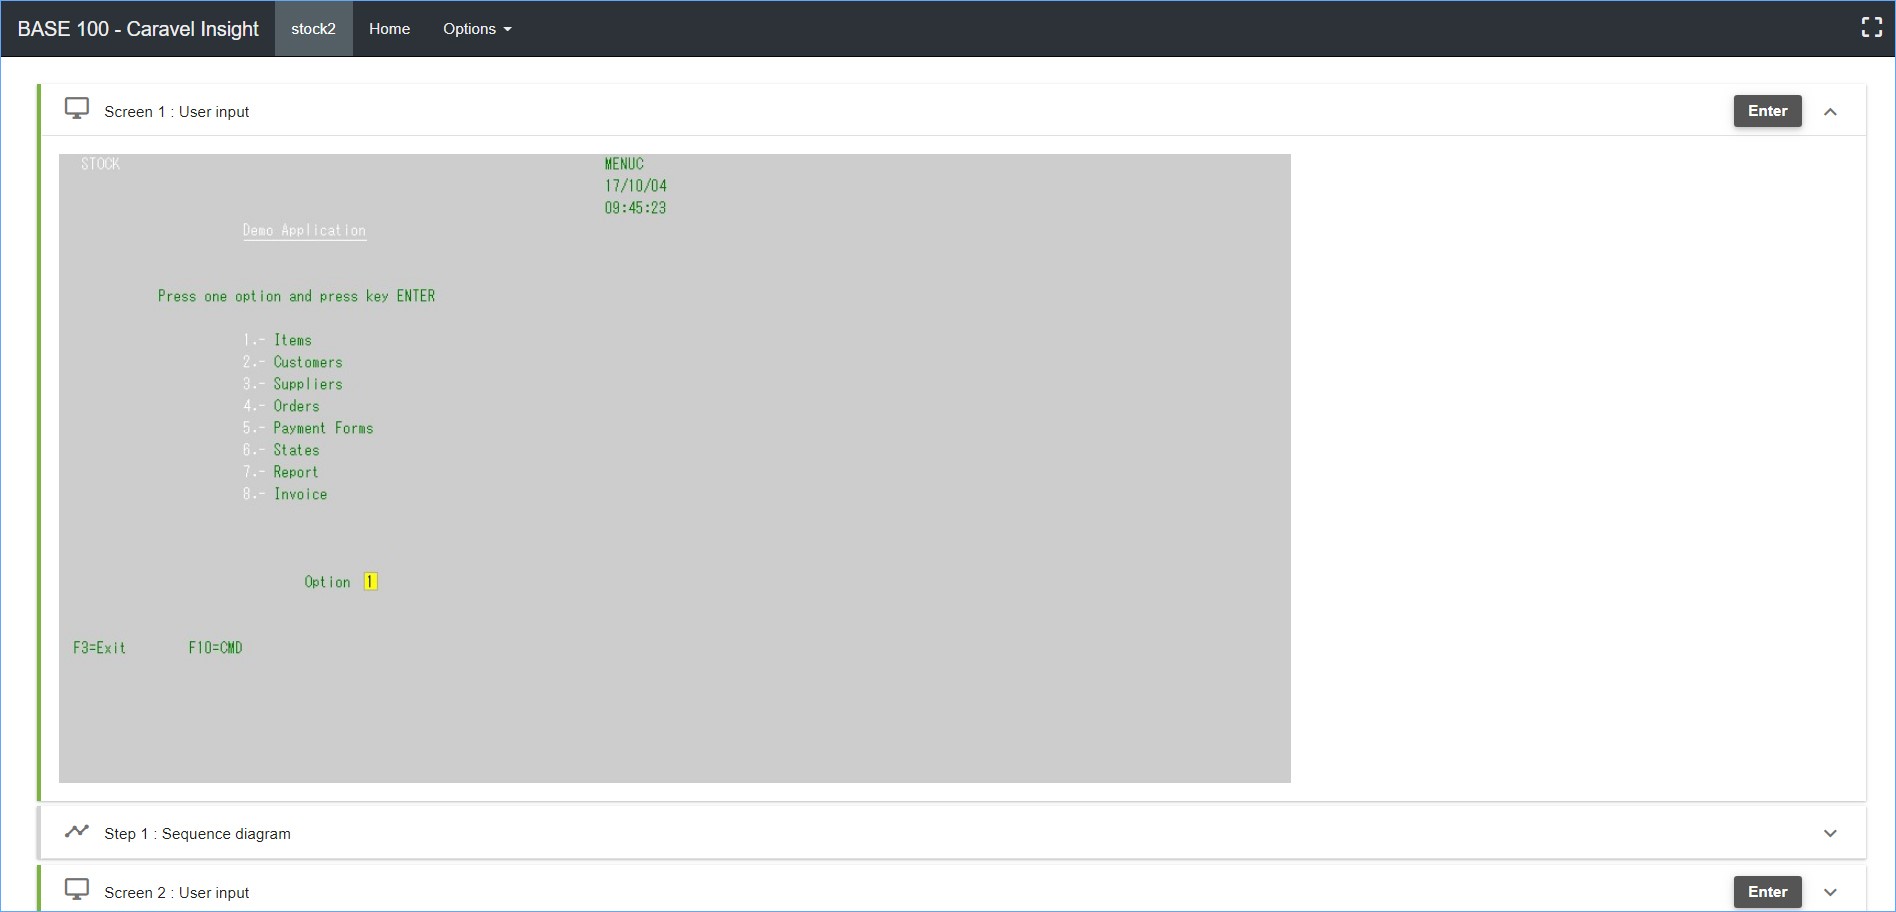 BASE 100 - Caravel Insight stock2 Home Options
Screen 1 : User input Enter
STOCK MENUC
17/10/04
09:45:23
Demo Application
Press one option and press key ENTER
1.- Items
2.- Customers
3.- Suppliers
4.- Orders
5.- Payment Forms
6.- States
7.- Report
8.- Invoice
Option 1
F3=Exit F10=CMD
Step 1 : Sequence diagram
Screen 2 : User input Enter